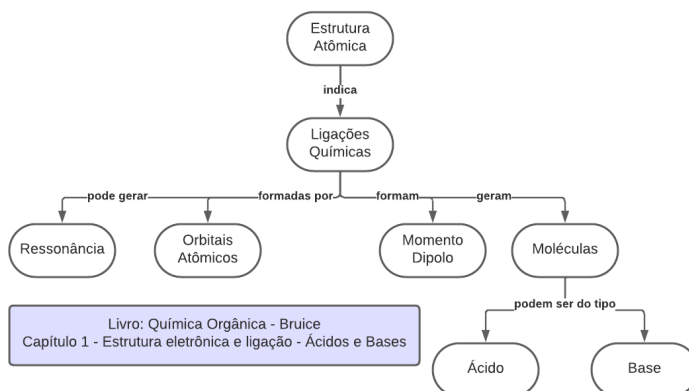 Estrutura
Atômica
indica
Ligações
Químicas
pode gerar
formadas por
formam
geram
Ressonância
Orbitais
Atômicos
Momento
Dipolo
Moléculas
podem ser do tipo
Livro: Química Orgânica - Bruice
Capítulo 1 - Estrutura eletrônica e ligação - Ácidos e Bases
Ácido
Base